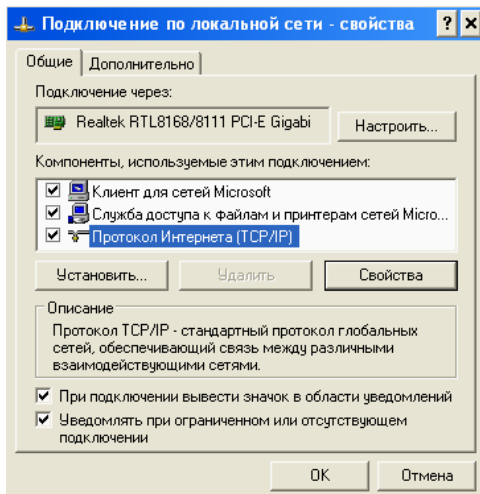 Подключение по локальной сети - свойства
Общие
Дополнительно
Подключение через:
Realtek RTL8168/8111 PCI-E Gigabi
Настроить...
Компоненты, используемые этим подключением:
Клиент для сетей Microsoft
Служба доступа к файлам и принтерам сетей Micro...
Протокол Интернета (TCP/IP)
Установить...
Удалить
Свойства
Описание
Протокол TCP/IP - стандартный протокол глобальных
сетей, обеспечивающий связь между различными
взаимодействующими сетями.
При подключении вывести значок в области уведомлений
Уведомлять при ограниченном или отсутствующем
подключении
OK
Отмена